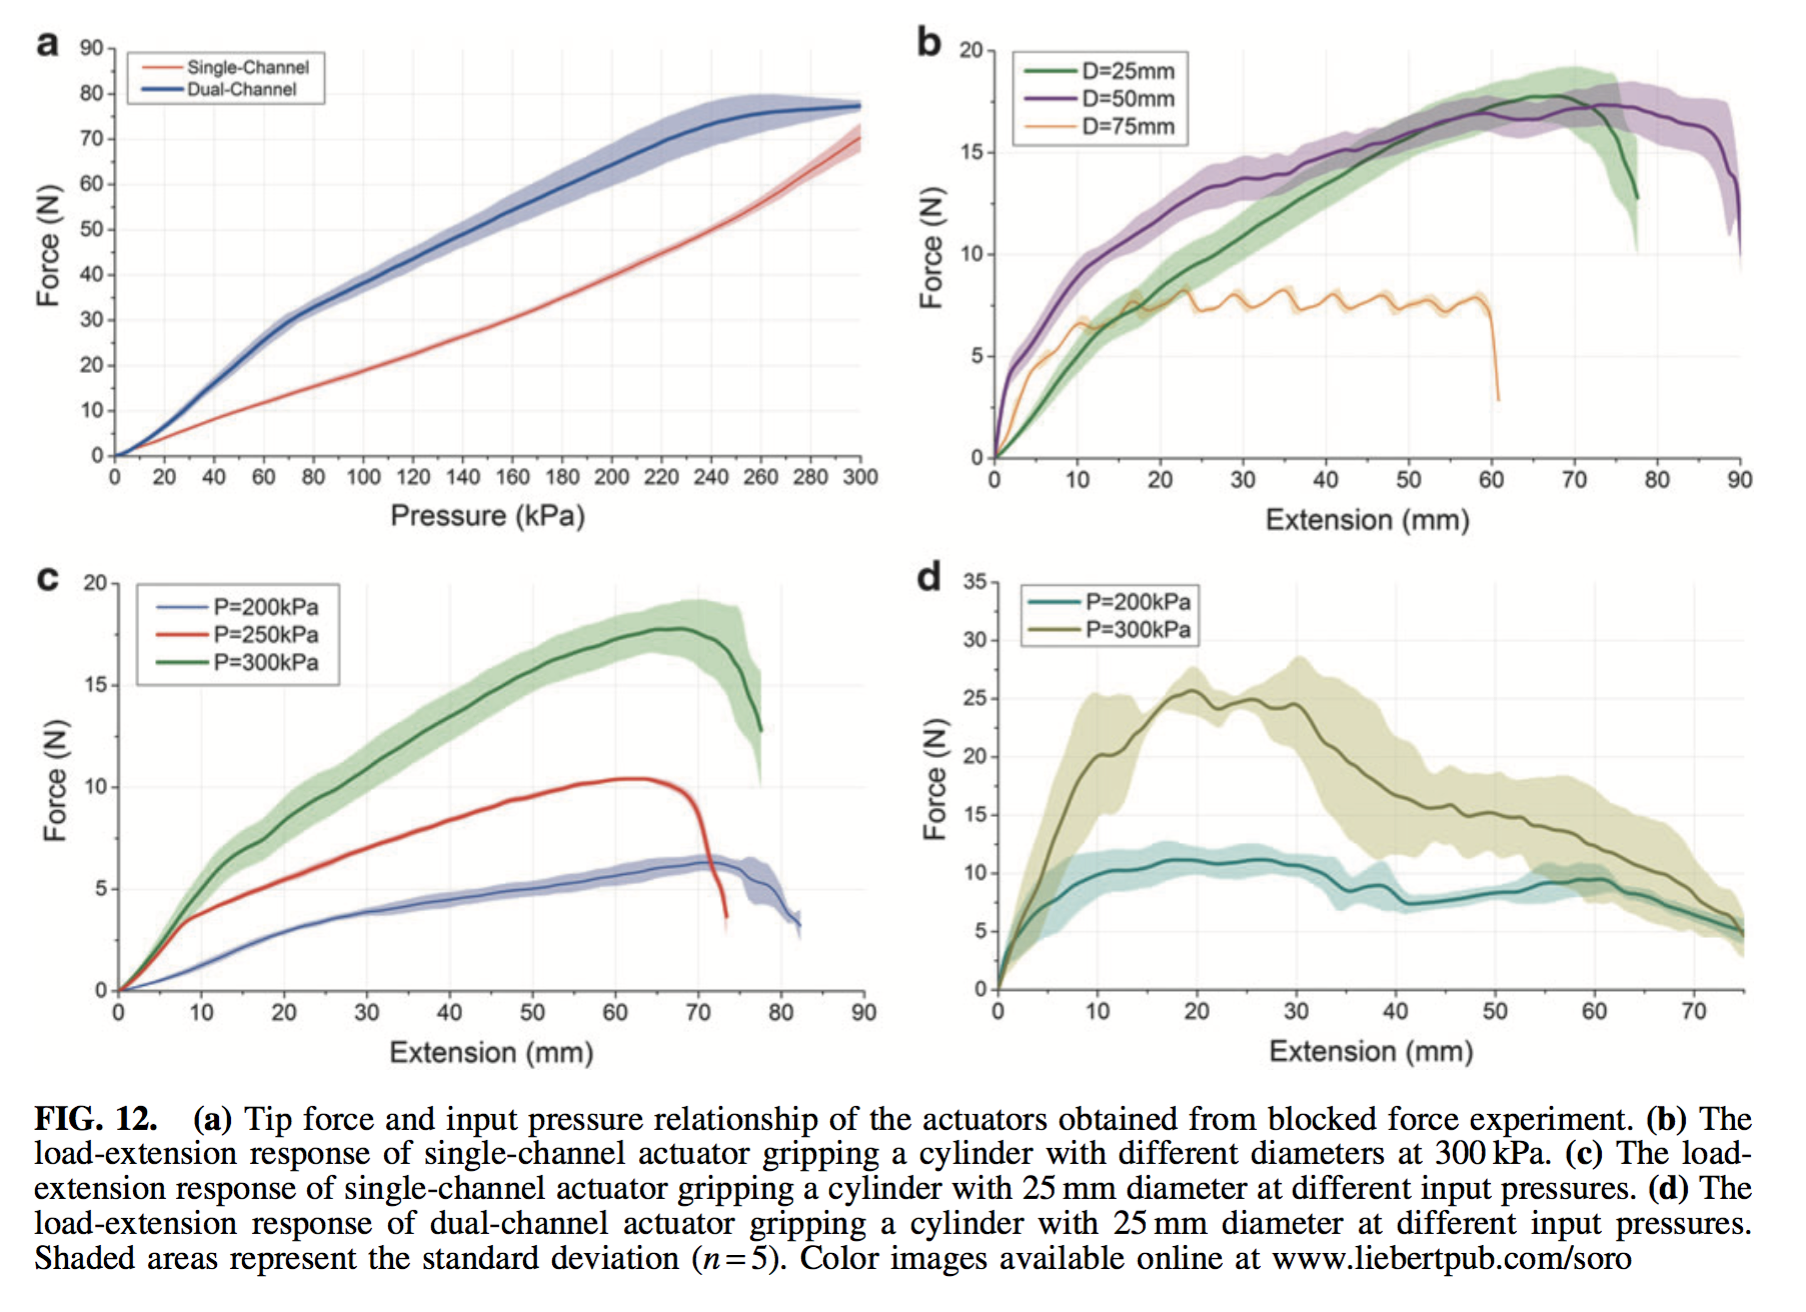 a
90
80
70
60
50
40
30
20
10
0
Force (N)
Single-Channel
Dual-Channel
0 20 40 60 80 100 120 140 160 180 200 220 240 260 280 300
Pressure (kPa)
b
20
15
10
5
0
Force (N)
D=25mm
D=50mm
D=75mm
0 10 20 30 40 50 60 70 80 90
Extension (mm)
c
20
15
10
5
0
Force (N)
P=200kPa
P=250kPa
P=300kPa
0 10 20 30 40 50 60 70 80 90
Extension (mm)
d
35
30
25
20
15
10
5
0
Force (N)
P=200kPa
P=300kPa
0 10 20 30 40 50 60 70
Extension (mm)
FIG. 12. (a) Tip force and input pressure relationship of the actuators obtained from blocked force experiment. (b) The
load-extension response of single-channel actuator gripping a cylinder with different diameters at 300 kPa. (c) The load-
extension response of single-channel actuator gripping a cylinder with 25 mm diameter at different input pressures. (d) The
load-extension response of dual-channel actuator gripping a cylinder with 25 mm diameter at different input pressures.
Shaded areas represent the standard deviation (n = 5). Color images available online at www.liebertpub.com/soro